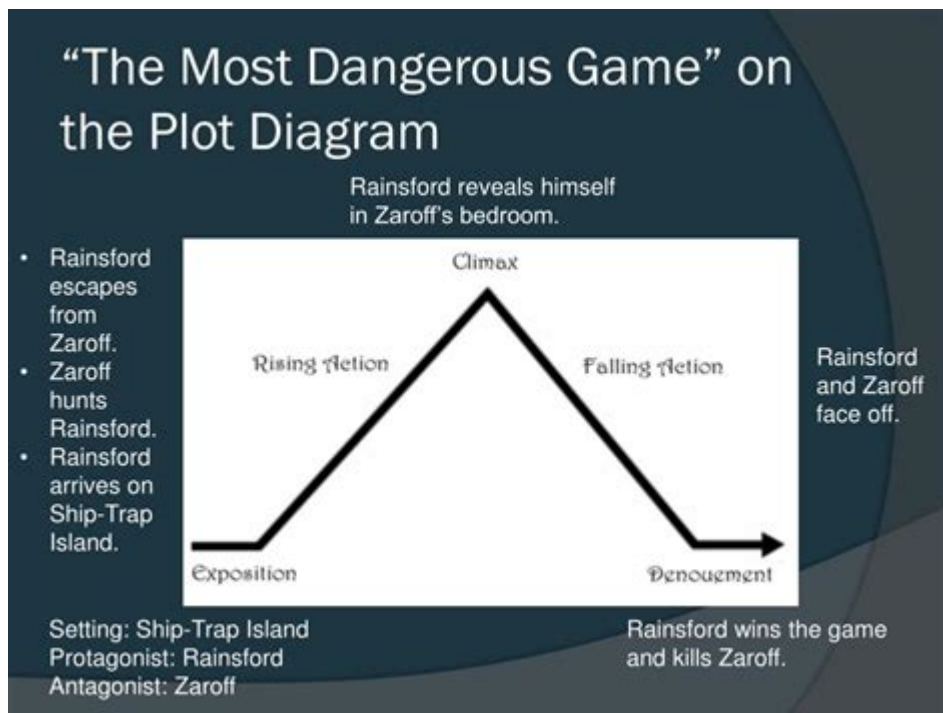 “The Most Dangerous Game” on
the Plot Diagram
Rainsford reveals himself
in Zaroff’s bedroom.
• Rainsford
escapes
from
Zaroff.
• Zaroff
hunts
Rainsford.
• Rainsford
arrives on
Ship-Trap
Island.
Climax
Rising Action
Falling Action
Exposition
Denouement
Rainsford
and Zaroff
face off.
Setting: Ship-Trap Island
Protagonist: Rainsford
Antagonist: Zaroff
Rainsford wins the game
and kills Zaroff.